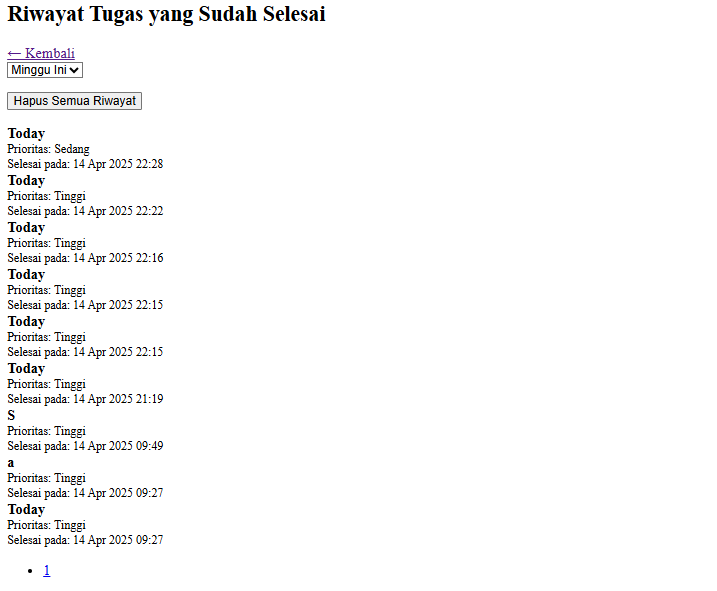 Riwayat Tugas yang Sudah Selesai
← Kembali
Minggu Ini
Hapus Semua Riwayat
Today
Prioritas: Sedang
Selesai pada: 14 Apr 2025 22:28
Today
Prioritas: Tinggi
Selesai pada: 14 Apr 2025 22:22
Today
Prioritas: Tinggi
Selesai pada: 14 Apr 2025 22:16
Today
Prioritas: Tinggi
Selesai pada: 14 Apr 2025 22:15
Today
Prioritas: Tinggi
Selesai pada: 14 Apr 2025 22:15
Today
Prioritas: Tinggi
Selesai pada: 14 Apr 2025 21:19
S
Prioritas: Tinggi
Selesai pada: 14 Apr 2025 09:49
a
Prioritas: Tinggi
Selesai pada: 14 Apr 2025 09:27
Today
Prioritas: Tinggi
Selesai pada: 14 Apr 2025 09:27
• 1